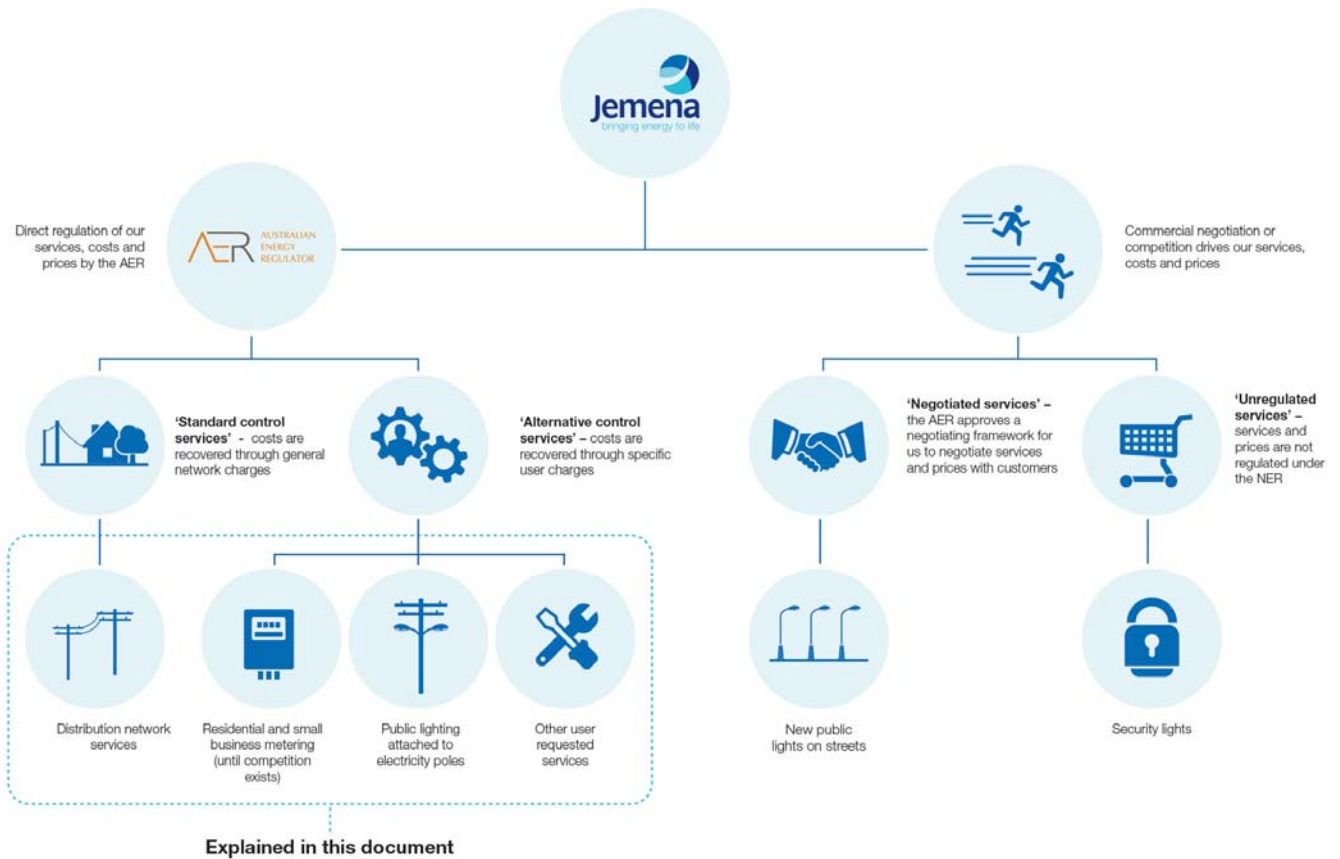 Jemena
bringing energy to life
Direct regulation of our
services, costs and
prices by the AER
AER
AUSTRALIAN
ENERGY
REGULATOR
Commercial negotiation or
competition drives our services,
costs and prices
‘Standard control
services’ - costs are
recovered through general
network charges
‘Alternative control
services’ – costs are
recovered through specific
user charges
‘Negotiated services’ –
the AER approves a
negotiating framework for
us to negotiate services
and prices with customers
‘Unregulated
services’ –
services and
prices are not
regulated under
the NER
Distribution network
services
Residential and small
business metering
(until competition
exists)
Public lighting
attached to
electricity poles
Other user
requested
services
New public
lights on streets
Security lights
Explained in this document